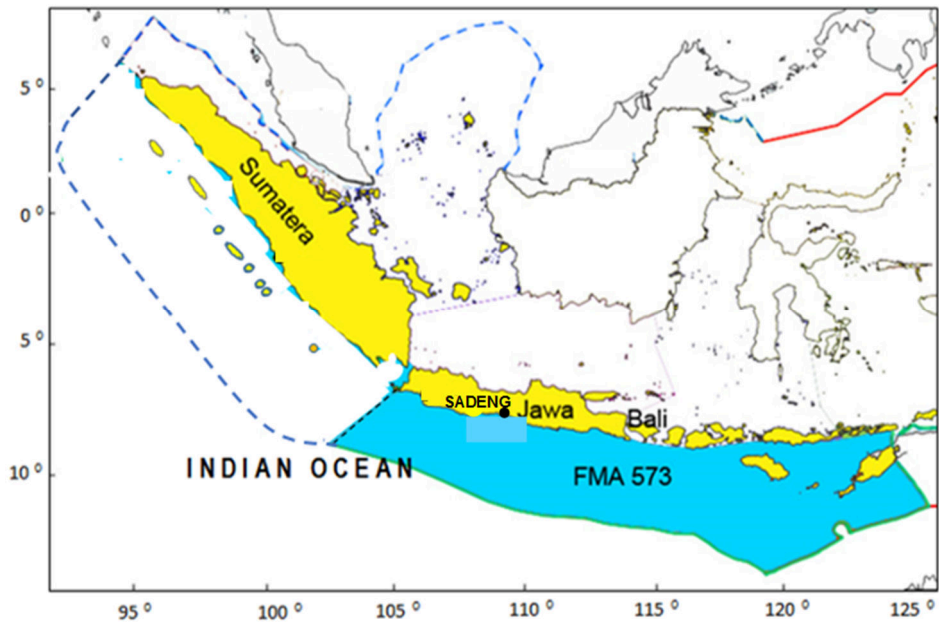 5 °
0 °
5 °
10 °
Sumatera
SADENG
Jawa
Bali
INDIAN OCEAN
FMA 573
95 °
100 °
105 °
110 °
115 °
120 °
125 °